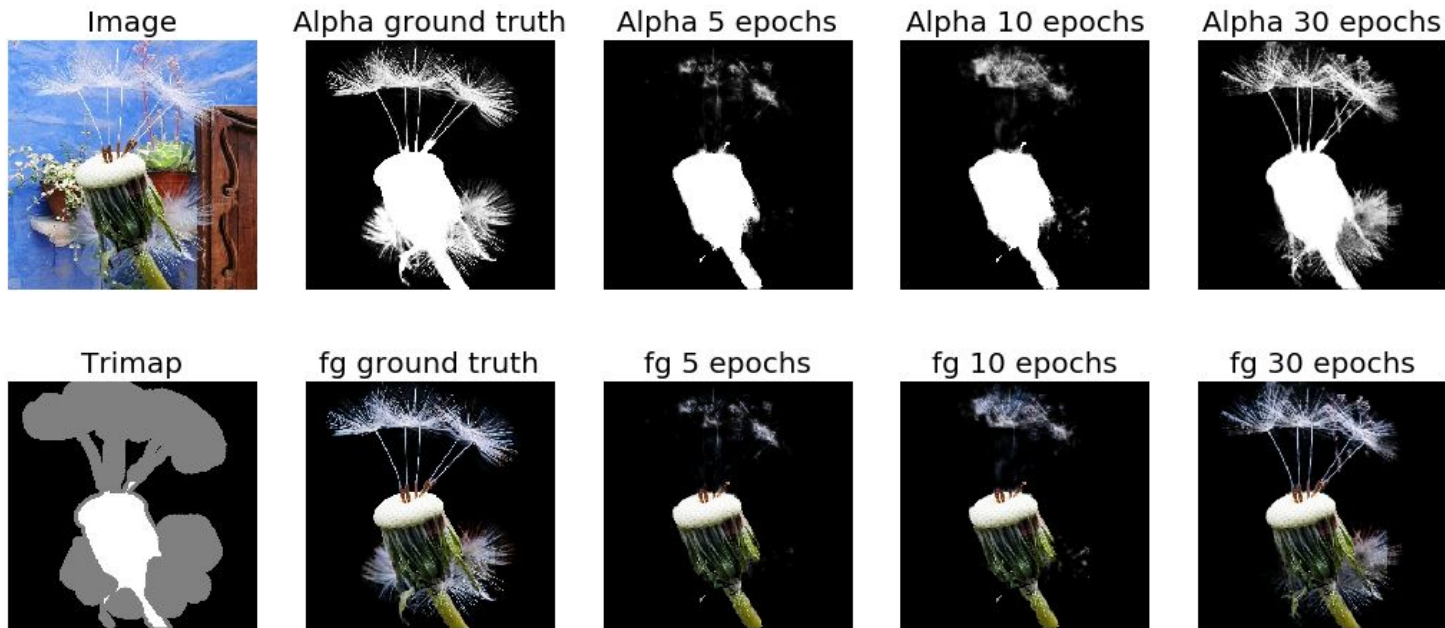 Image
Alpha ground truth
Alpha 5 epochs
Alpha 10 epochs
Alpha 30 epochs
Trimap
fg ground truth
fg 5 epochs
fg 10 epochs
fg 30 epochs